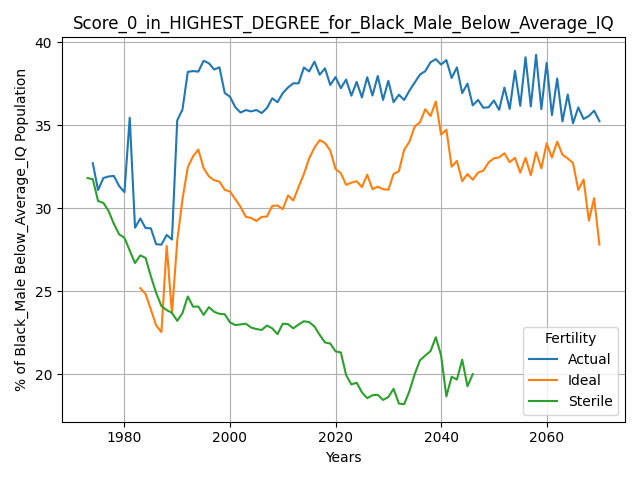 Score_0_in_HIGHEST_DEGREE_for_Black_Male_Below_Average_IQ
% of Black_Male Below_Average_IQ Population
40
35
30
25
20
1980
2000
2020
2040
2060
Years
Fertility
Actual
Ideal
Sterile